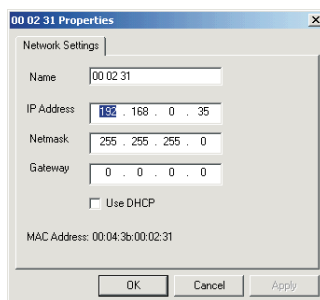 00 02 31 Properties
Network Settings
Name 00 02 31
IP Address 192 . 168 . 0 . 35
Netmask 255 . 255 . 255 . 0
Gateway 0 . 0 . 0 . 0
Use DHCP
MAC Address: 00:04:3b:00:02:31
OK Cancel Apply